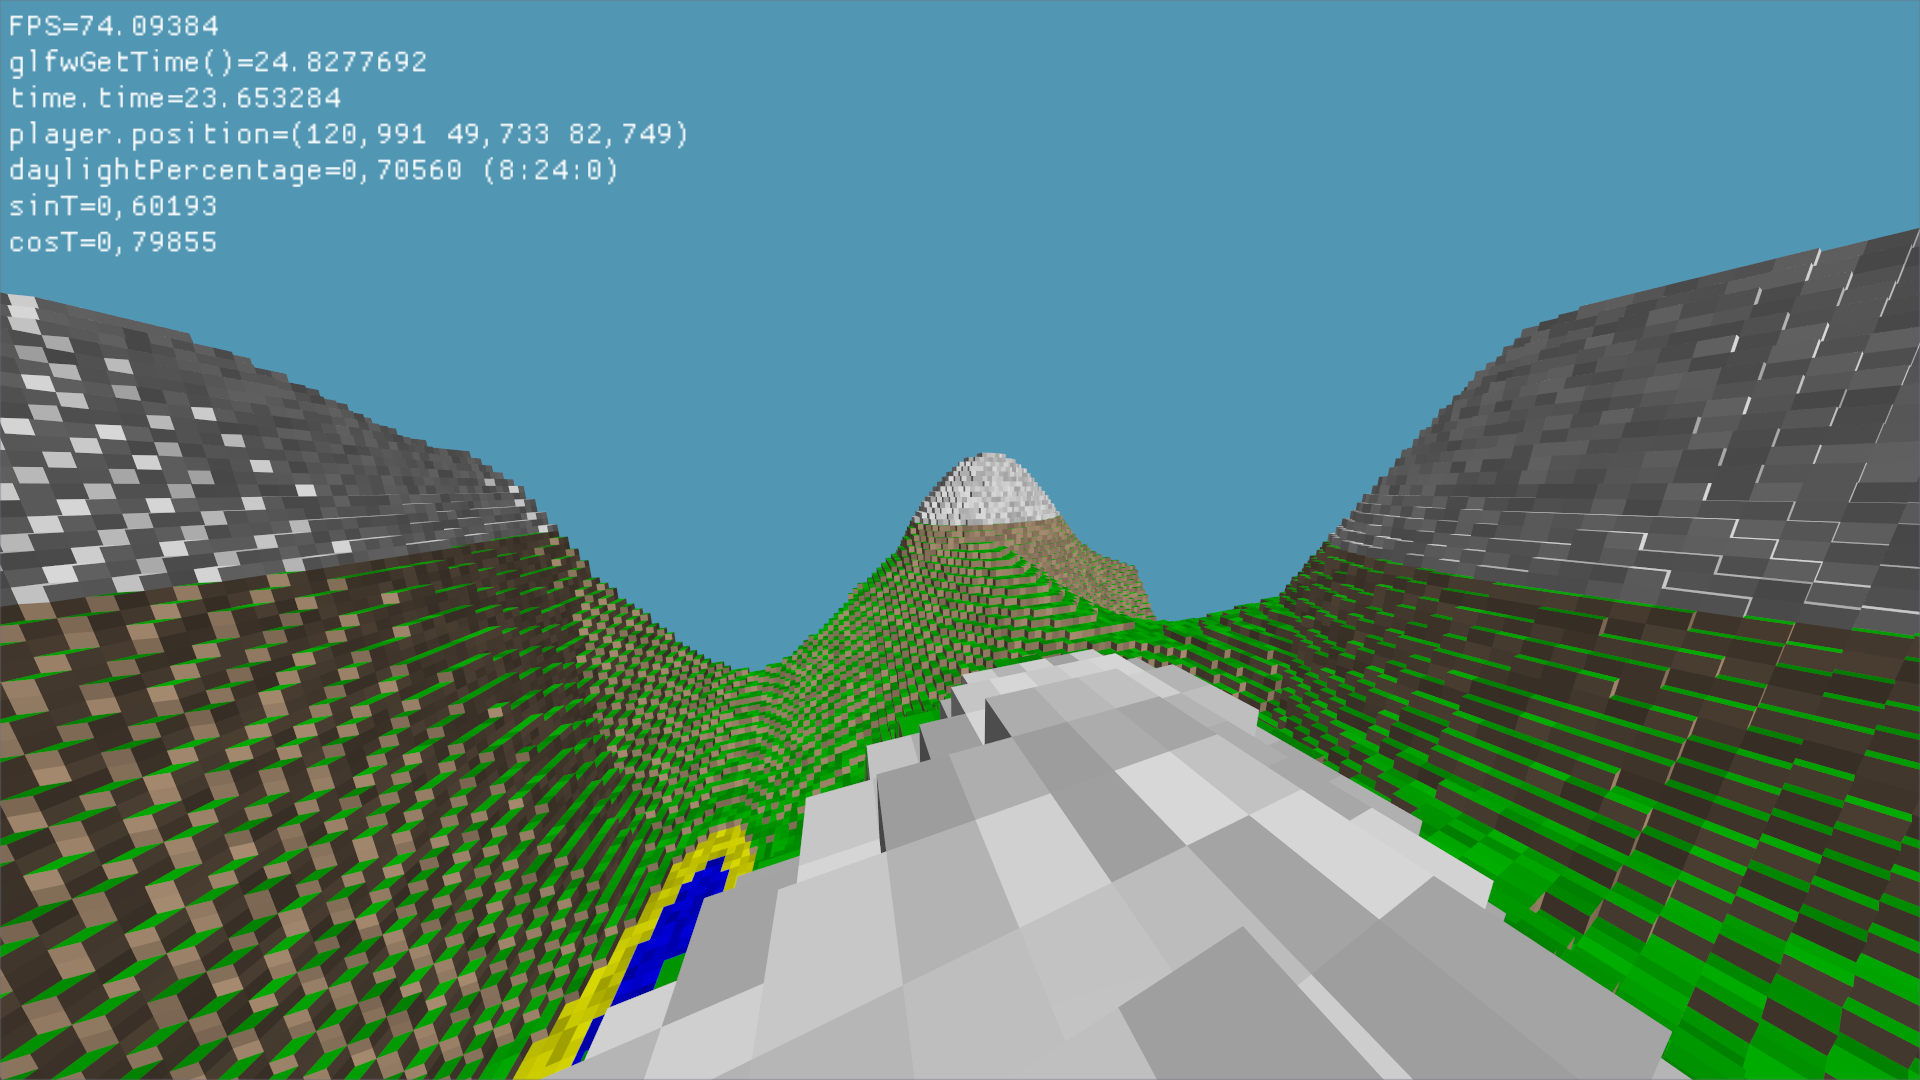 FPS=74.09384
glfwGetTime()=24.8277692
time.time=23.653284
player.position=(120,991 49,733 82,749)
daylightPercentage=0,70560 (8:24:0)
sinT=0,60193
cosT=0,79855